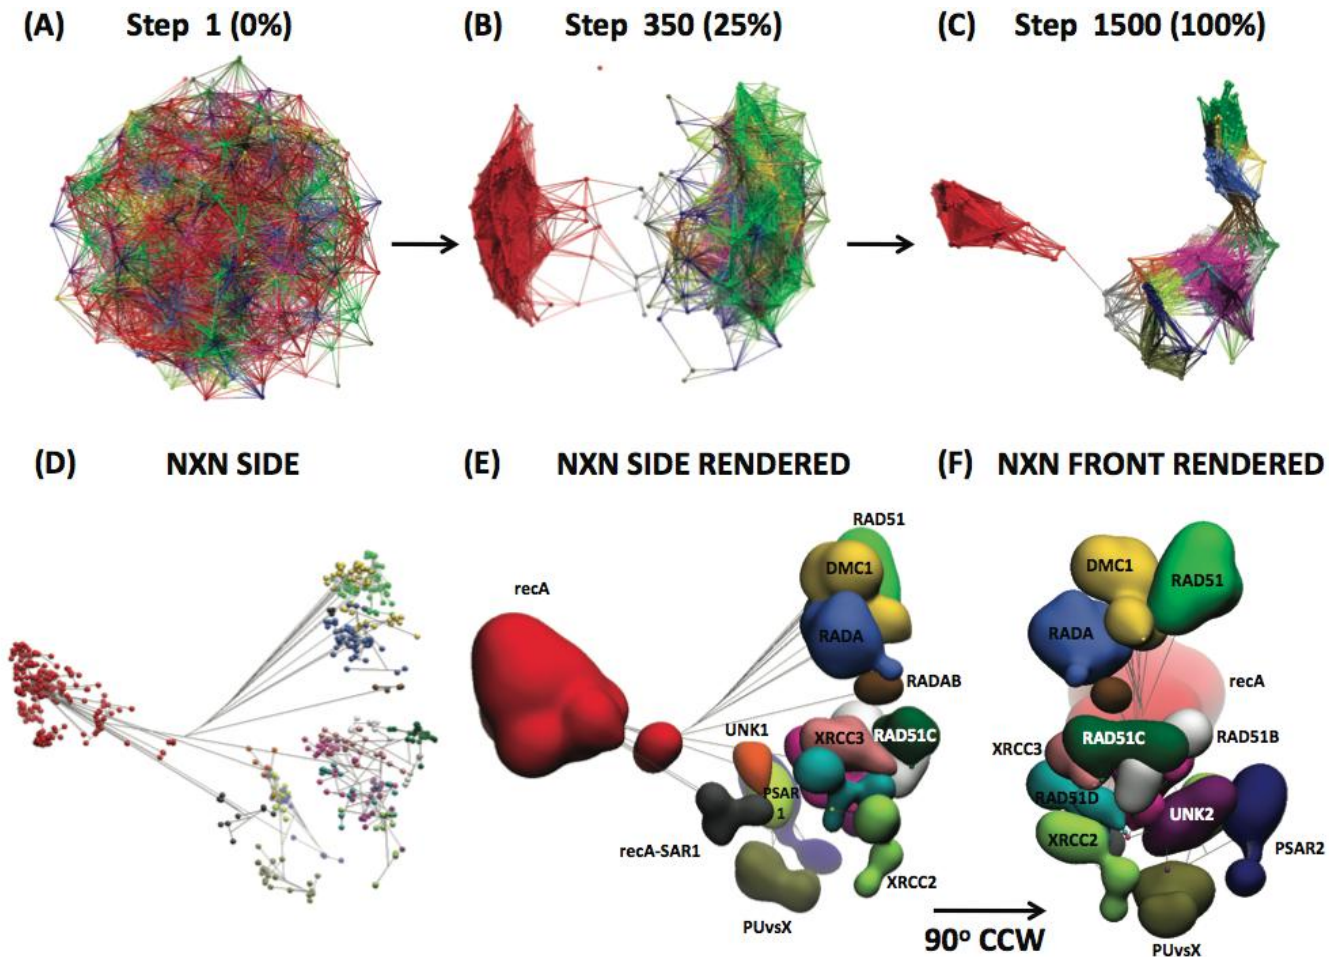 (A) Step 1 (0%)
(B) Step 350 (25%)
(C) Step 1500 (100%)
(D) NXN SIDE
(E) NXN SIDE RENDERED
(F) NXN FRONT RENDERED
RAD51
DMC1
recA
RADA
RADAB
UNK1
XRCC3
RAD51C
PSAR
1
recA-SAR1
XRCC2
PUvsX
90° CCW
DMC1
RAD51
RADA
recA
XRCC3
RAD51C
RAD51B
RAD51D
UNK2
XRCC2
PSAR2
PUvsX